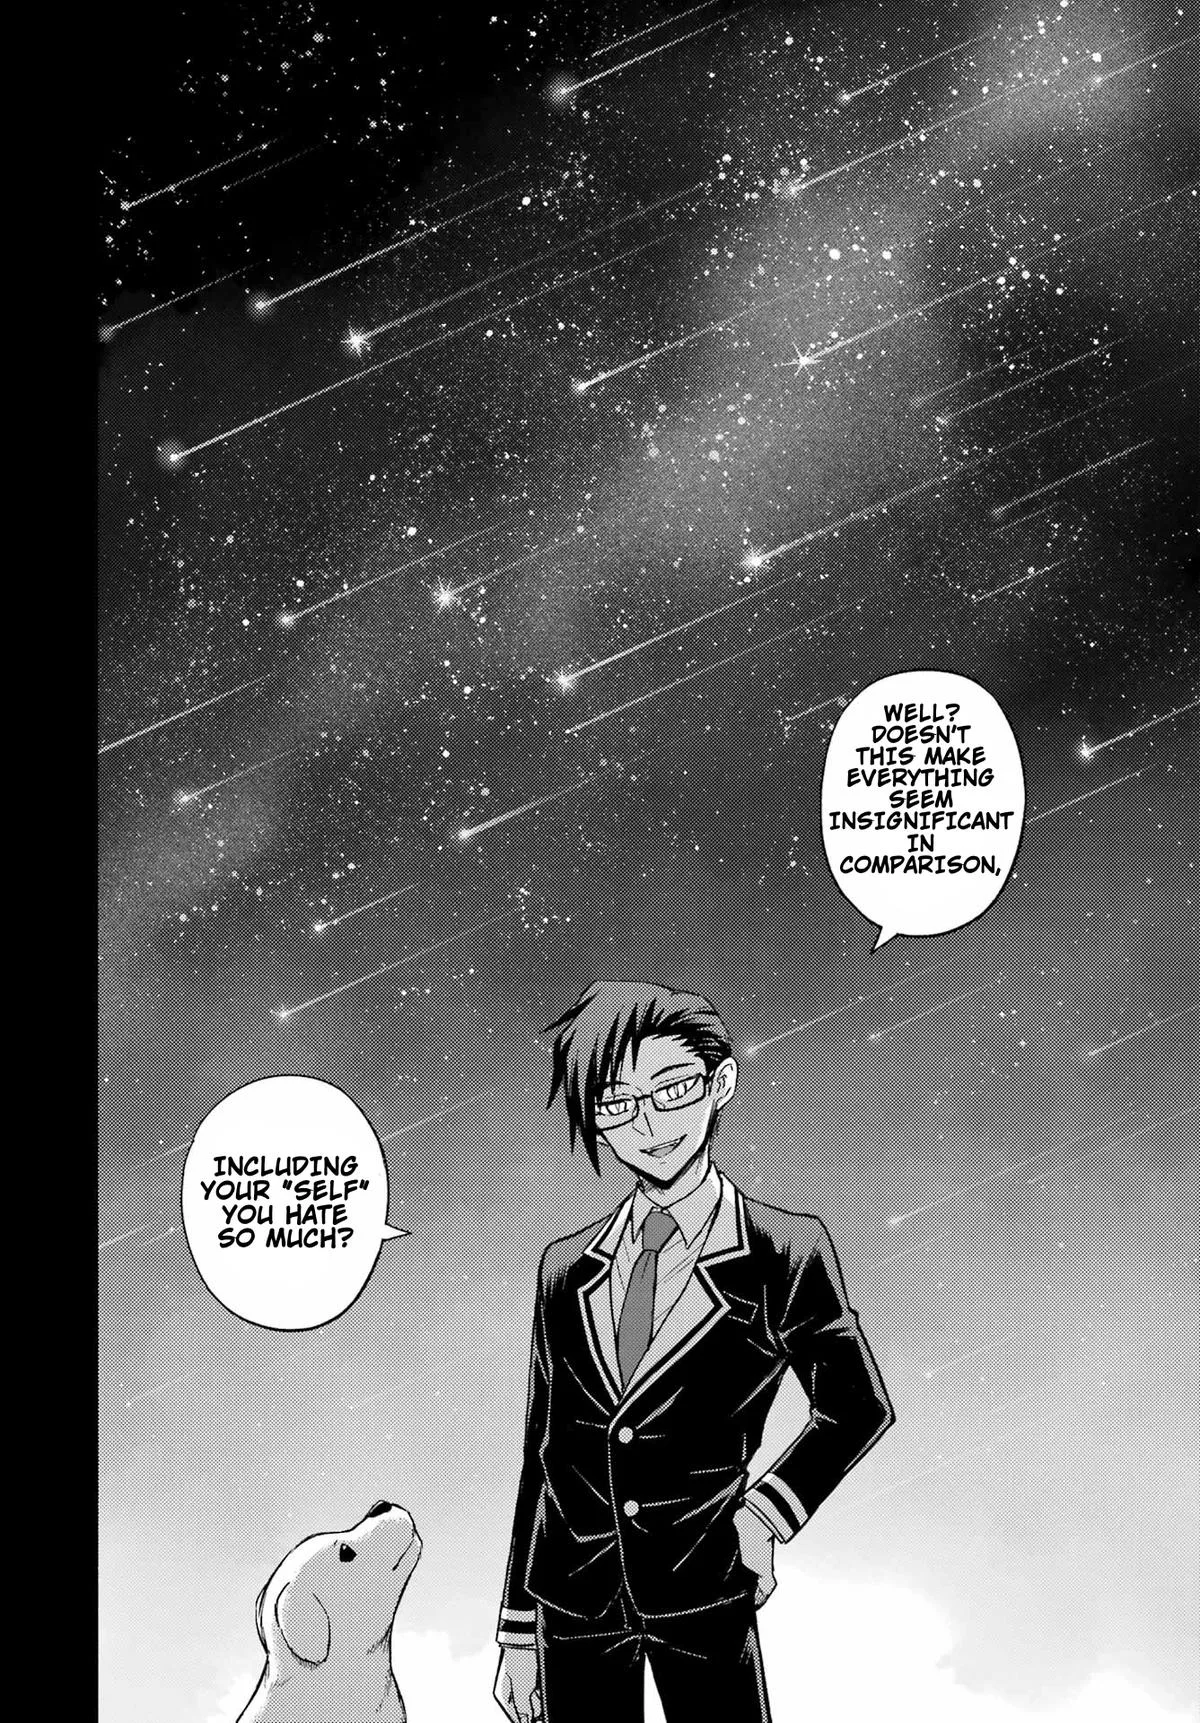 WELL?
DOESN'T
THIS MAKE
EVERYTHING
SEEM
INSIGNIFICANT
IN
COMPARISON,
INCLUDING
YOUR "SELF"
YOU HATE
SO MUCH?